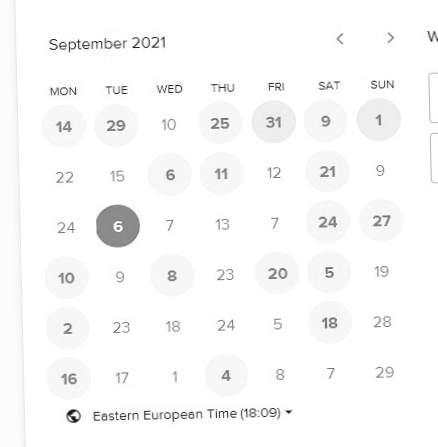 September 2021 < > W
MON TUE WED THU FRI SAT SUN
14 29 10 25 31 9 1
22 15 6 11 12 21 9
24 6 7 13 7 24 27
10 9 8 23 20 5 19
2 23 18 24 5 18 28
16 17 1 4 8 7 29
Eastern European Time (18:09)